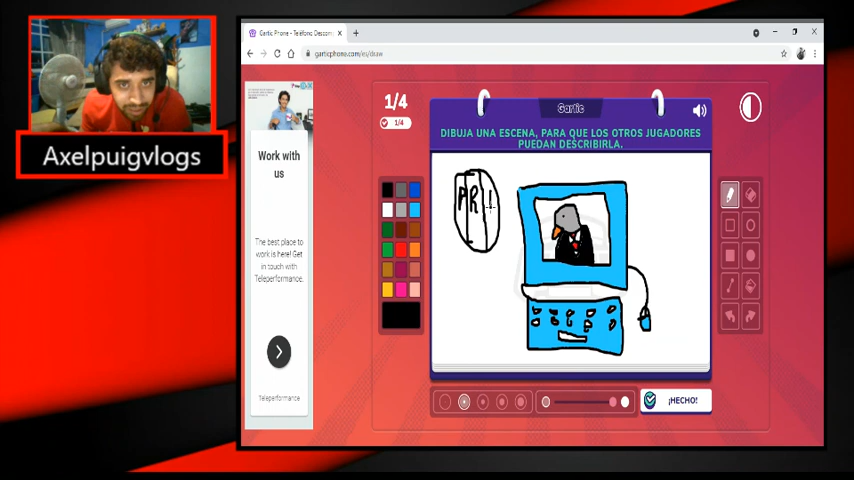 Gartic Phone - Teléfono Descom
garticphone.com/es/draw
Axelpuigvlogs
Work with
us
The best place to
work is here! Get
in touch with
Teleperformance.
Teleperformance
1/4
1/4
Gartic
DIBUJA UNA ESCENA, PARA QUE LOS OTROS JUGADORES
PUEDAN DESCRIBIRLA.
PRI
¡HECHO!